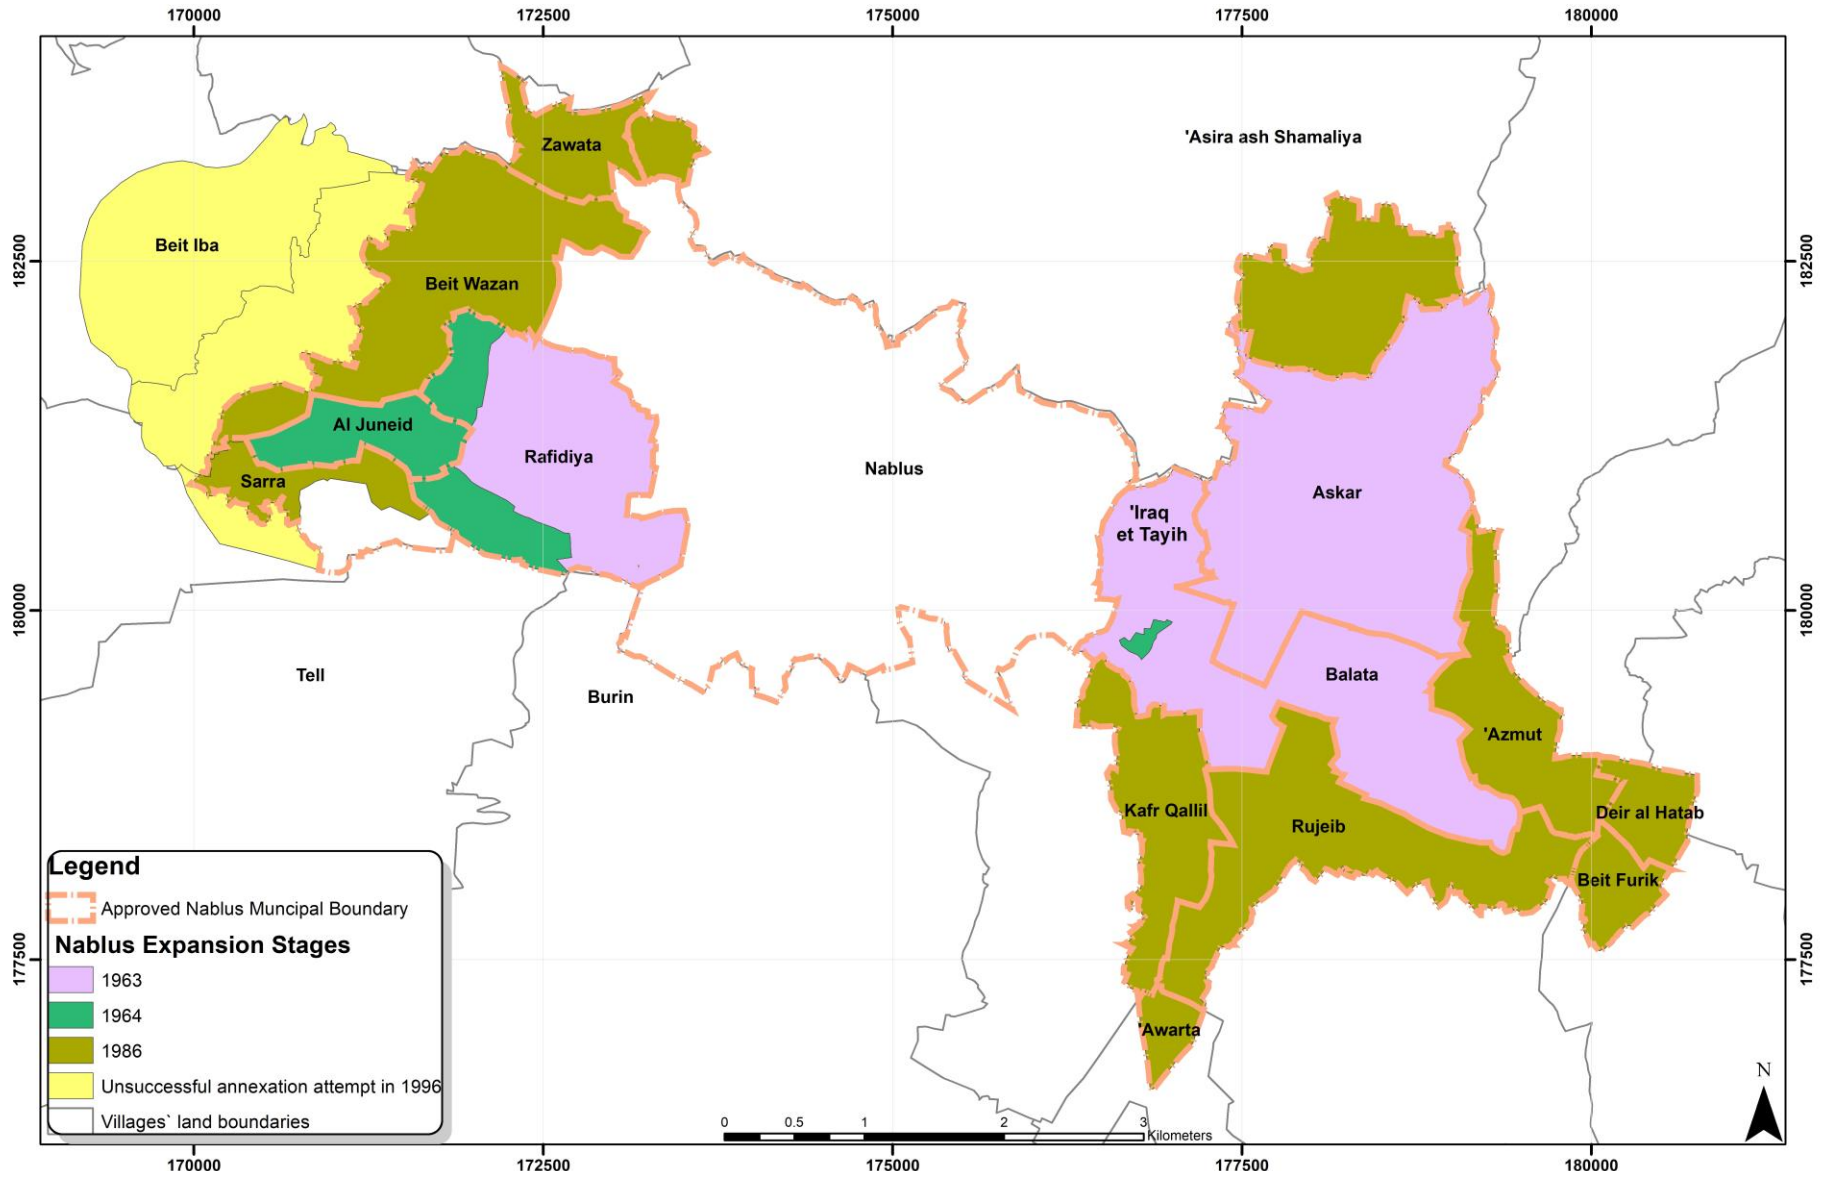 170000 172500 175000 177500 180000
'Asira ash Shamaliya
Zawata
182500
Beit Iba
182500
Beit Wazan
Al Juneid
Rafidiya
Nablus
Sarra
Askar
'Iraq
et Tayih
180000
180000
Tell
Burin
Balata
'Azmut
Kafr Qallil
Rujeib
Deir al Hatab
Beit Furik
177500
177500
'Awarta
Legend
Approved Nablus Muncipal Boundary
Nablus Expansion Stages
1963
1964
1986
Unsuccessful annexation attempt in 1996
Villages` land boundaries
N
0 0.5 1 2 3
Kilometers
170000 172500 175000 177500 180000